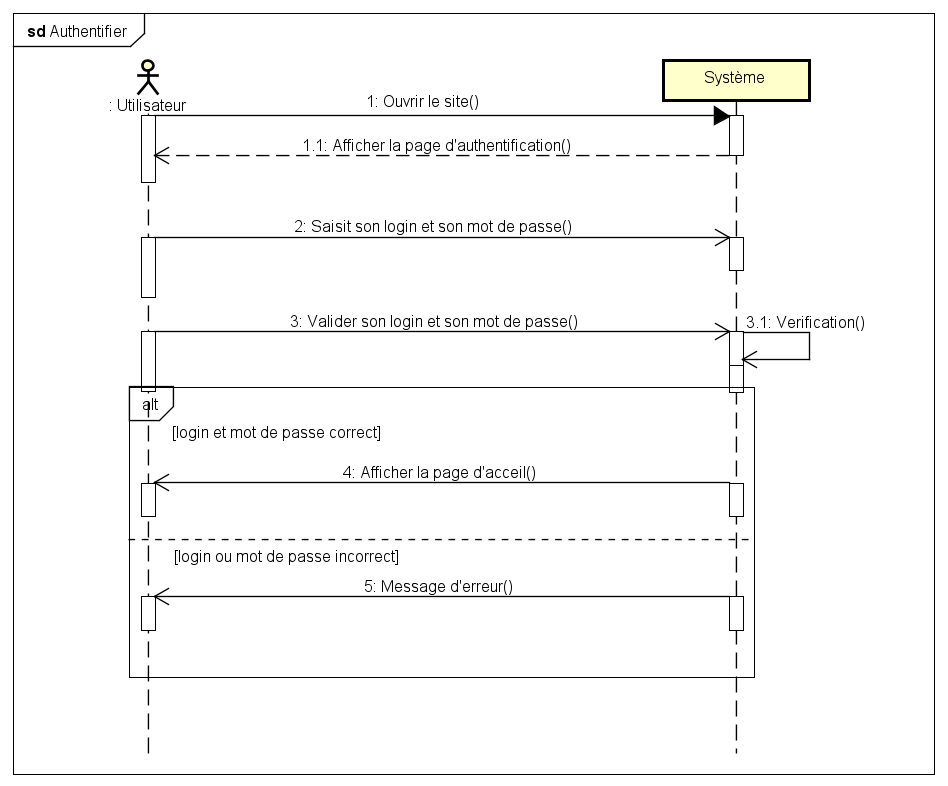 sd Authentifier
: Utilisateur
Système
1: Ouvrir le site()
1.1: Afficher la page d'authentification()
2: Saisit son login et son mot de passe()
3: Valider son login et son mot de passe()
3.1: Verification()
alt
[login et mot de passe correct]
4: Afficher la page d'acceil()
[login ou mot de passe incorrect]
5: Message d'erreur()